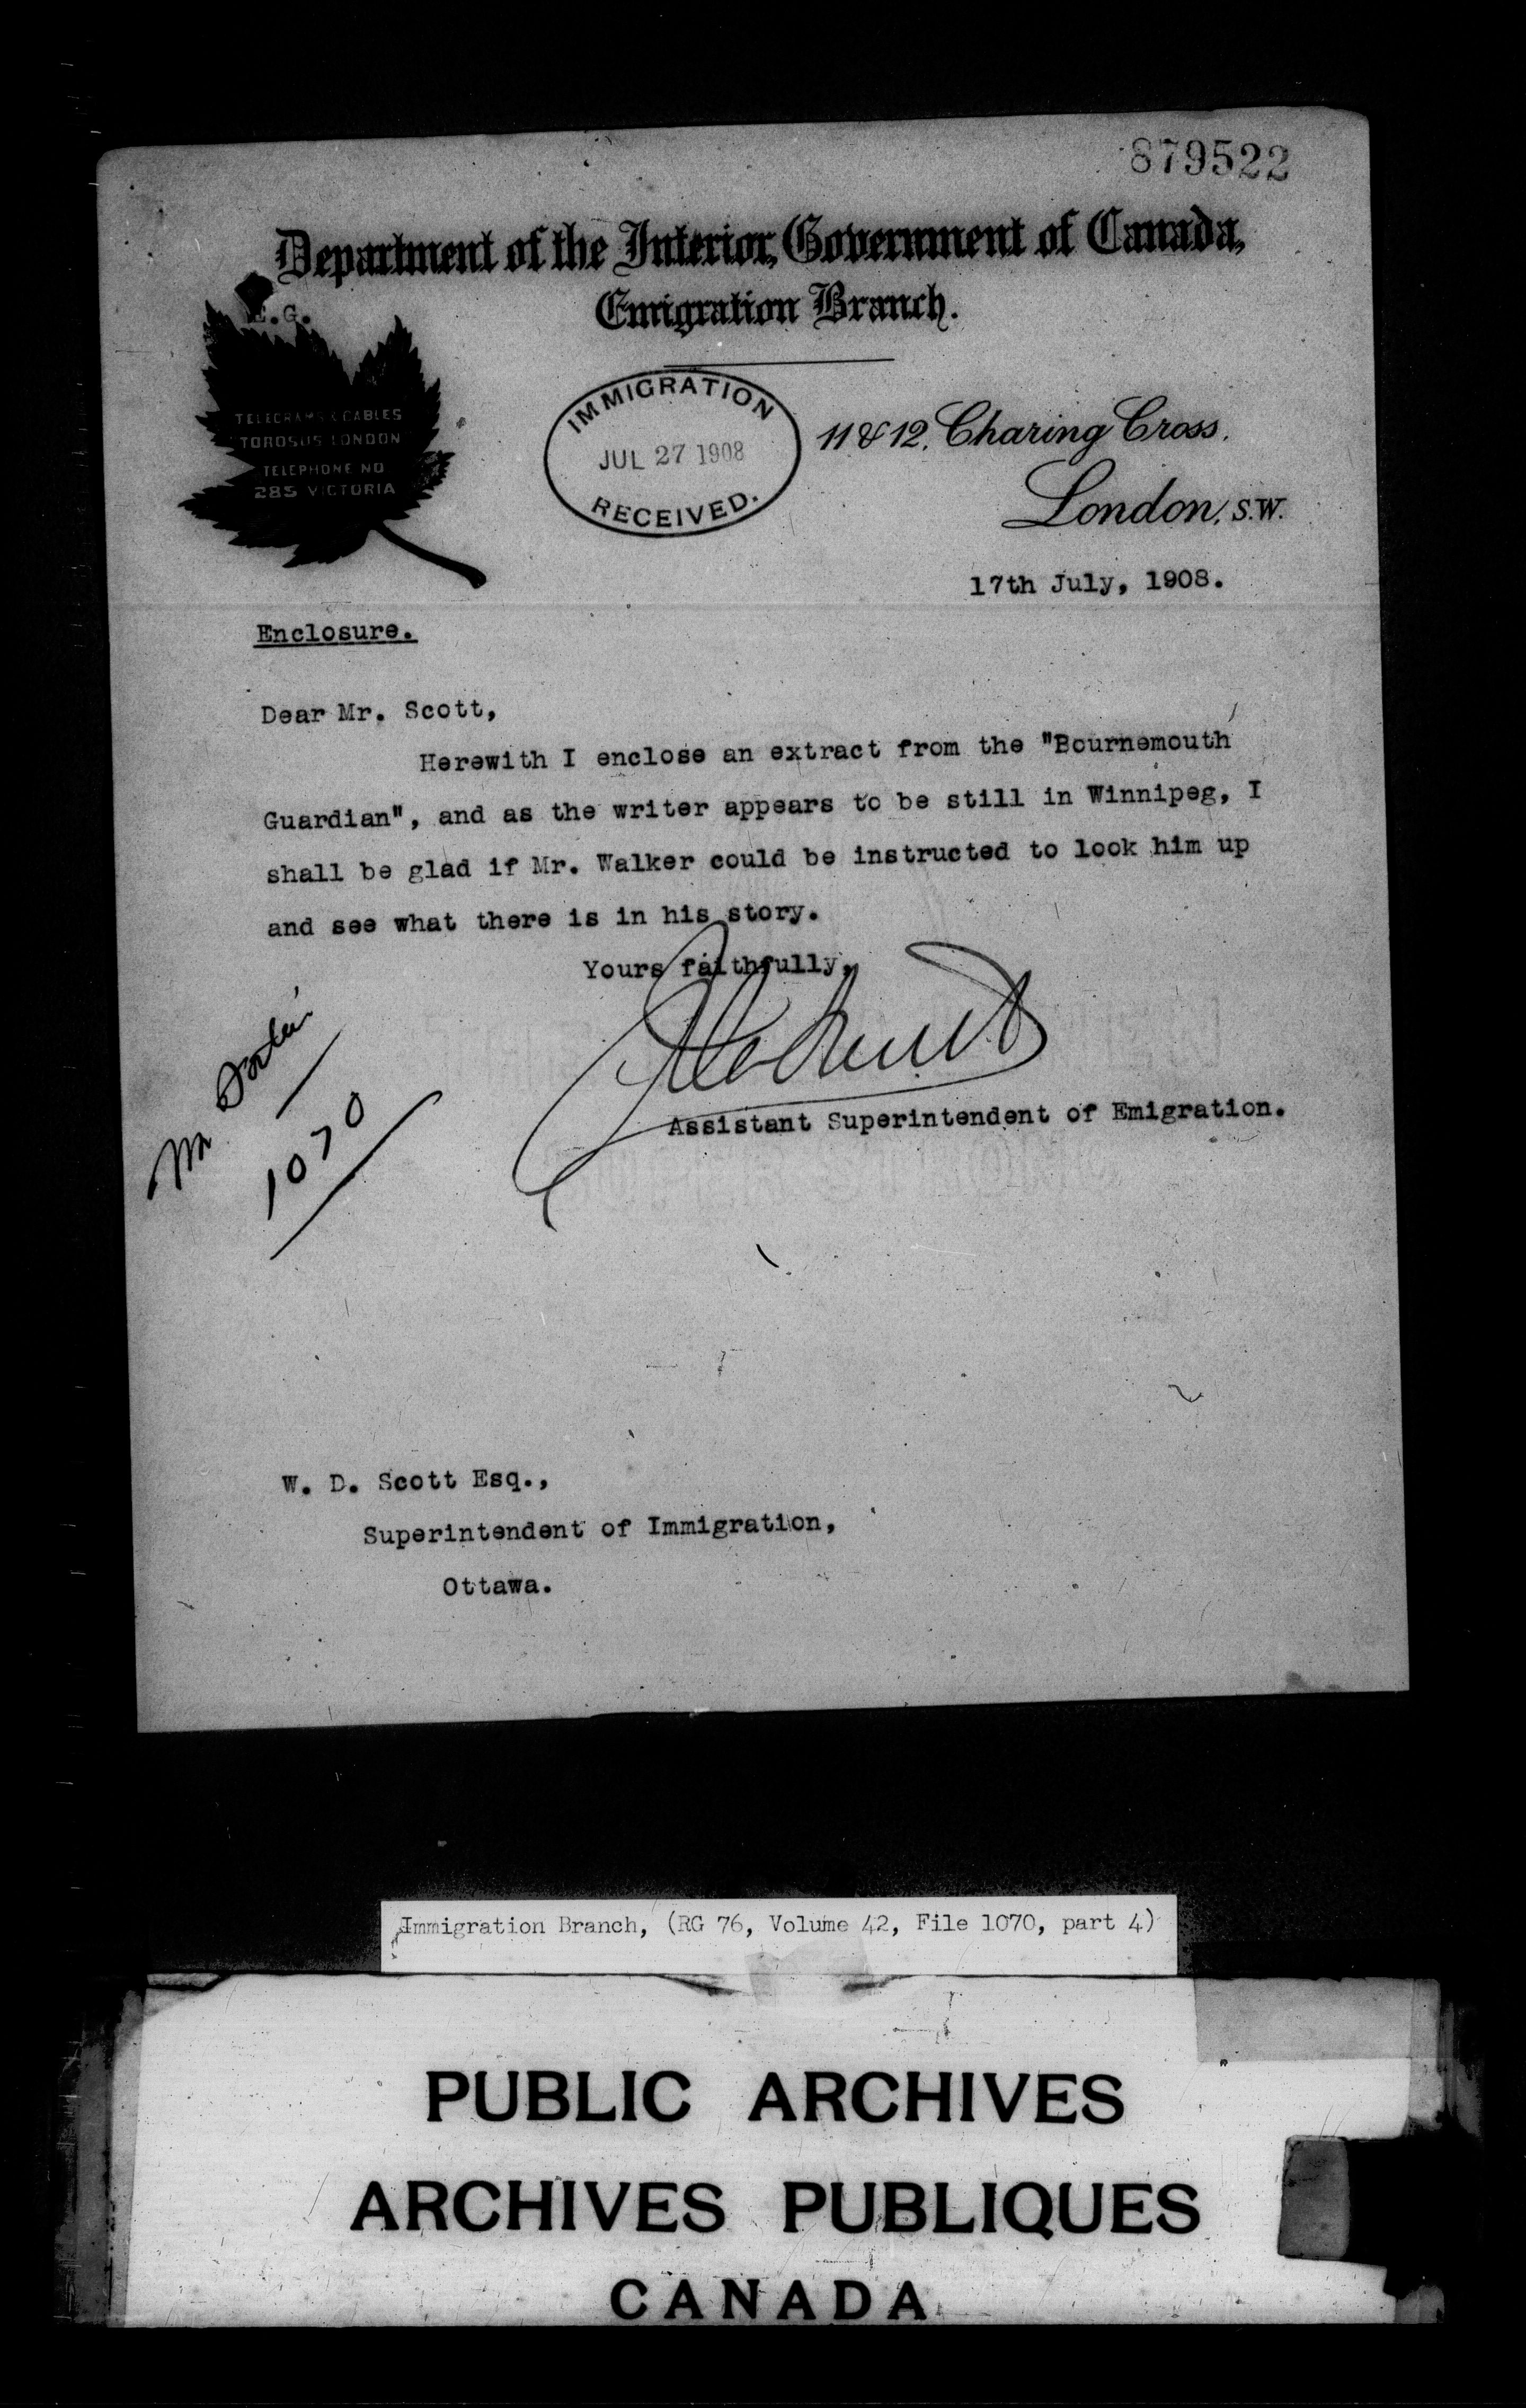 879522
Department of the Interior, Government of Canada,
Emigration Branch.
E.G.
TELEGRAMS & CABLES
TOROSUS LONDON
TELEPHONE NO
285 VICTORIA
IMMIGRATION
JUL 27 1908
RECEIVED.
11 & 12, Charing Cross,
London, S.W.
17th July, 1908.
Enclosure.
Dear Mr. Scott,
Herewith I enclose an extract from the "Bournemouth
Guardian", and as the writer appears to be still in Winnipeg, I
shall be glad if Mr. Walker could be instructed to look him up
and see what there is in his story.
Yours faithfully,
Assistant Superintendent of Emigration.
Mr
1070
W. D. Scott Esq.,
Superintendent of Immigration,
Ottawa.
Immigration Branch, (RG 76, Volume 42, File 1070, part 4)
PUBLIC ARCHIVES
ARCHIVES PUBLIQUES
CANADA